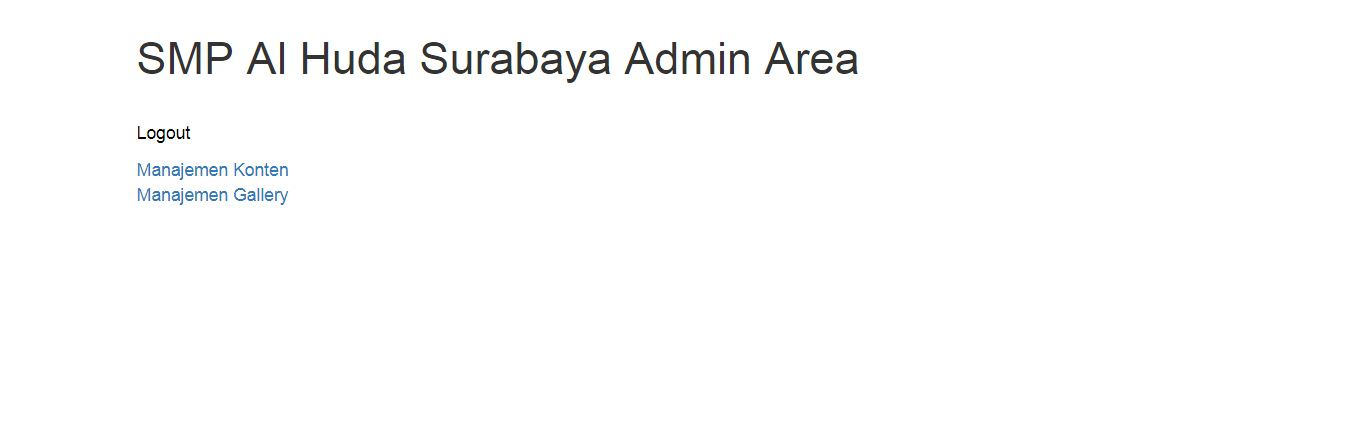 SMP Al Huda Surabaya Admin Area
Logout
Manajemen Konten
Manajemen Gallery